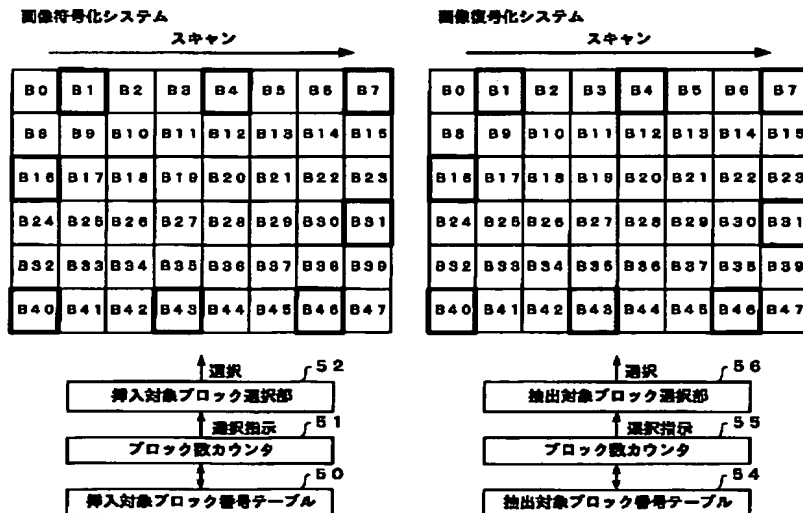 画像符号化システム
スキャン
B0 B1 B2 B3 B4 B5 B6 B7
B8 B9 B10 B11 B12 B13 B14 B15
B16 B17 B18 B19 B20 B21 B22 B23
B24 B25 B26 B27 B28 B29 B30 B31
B32 B33 B34 B35 B36 B37 B38 B39
B40 B41 B42 B43 B44 B45 B46 B47
選択
52
挿入対象ブロック選択部
選択指示
51
ブロック数カウンタ
50
挿入対象ブロック番号テーブル
画像復号化システム
スキャン
B0 B1 B2 B3 B4 B5 B6 B7
B8 B9 B10 B11 B12 B13 B14 B15
B16 B17 B18 B19 B20 B21 B22 B23
B24 B25 B26 B27 B28 B29 B30 B31
B32 B33 B34 B35 B36 B37 B38 B39
B40 B41 B42 B43 B44 B45 B46 B47
選択
56
抽出対象ブロック選択部
選択指示
55
ブロック数カウンタ
54
抽出対象ブロック番号テーブル